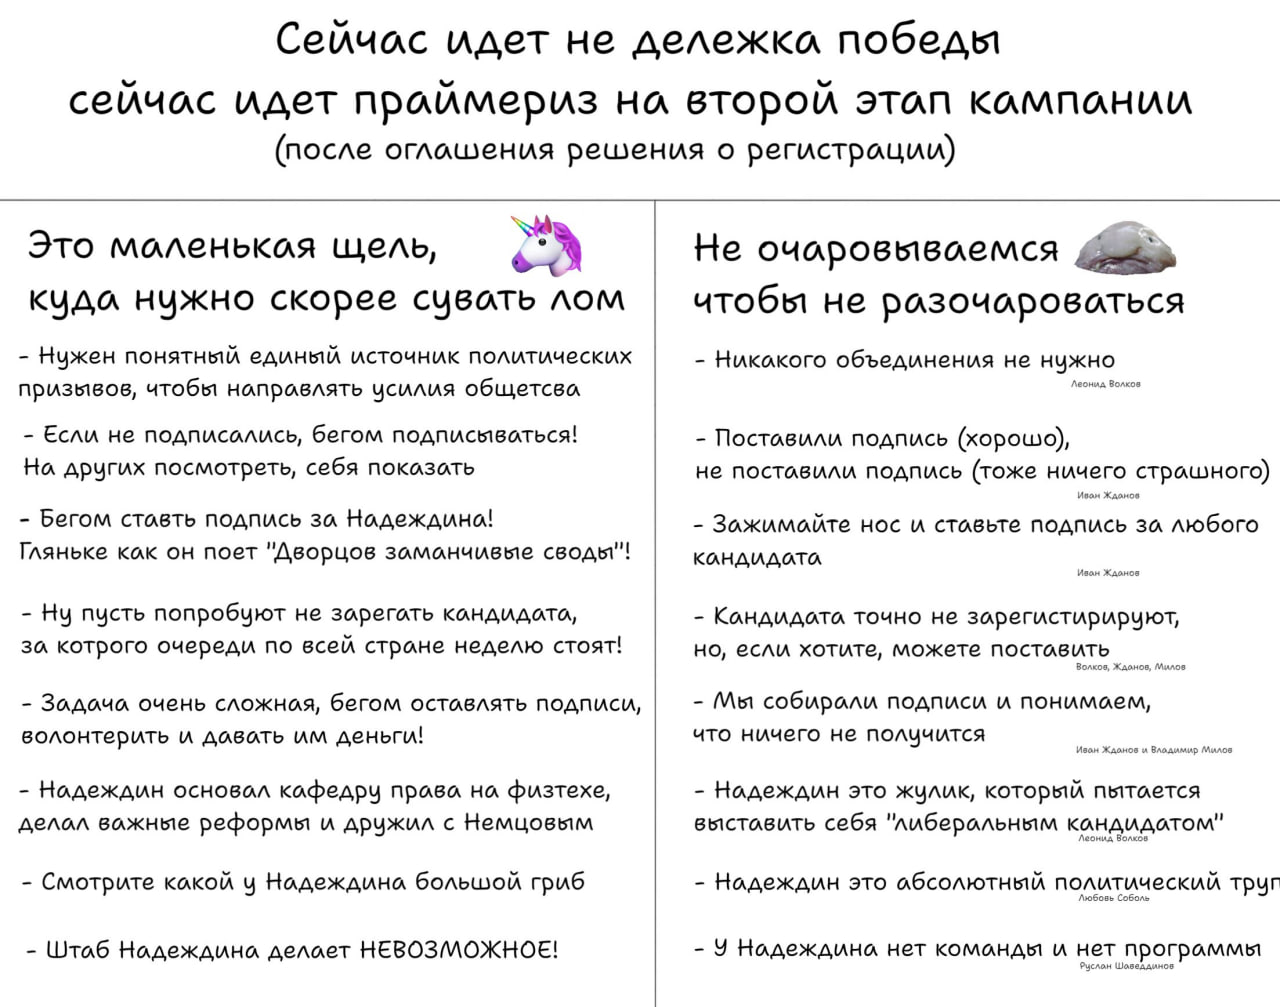 Сейчас идет не дележка победы
сейчас идет праймериз на второй этап кампании
(после оглашения решения о регистрации)
Это маленькая щель,
куда нужно скорее сувать лом
- Нужен понятный единый источник политических
призывов, чтобы направлять усилия общетсва
- Если не подписались, бегом подписываться!
На других посмотреть, себя показать
- Бегом ставть подпись за Надеждина!
Гляньке как он поет "Дворцов заманчивые своды"!
- Ну пусть попробуют не зарегать кандидата,
за котрого очереди по всей стране неделю стоят!
- Задача очень сложная, бегом оставлять подписи,
волонтерить и давать им деньги!
- Надеждин основал кафедру права на физтехе,
делал важные реформы и дружил с Немцовым
- Смотрите какой у Надеждина большой гриб
- Штаб Надеждина делает НЕВОЗМОЖНОЕ!
Не очаровываемся
чтобы не разочароваться
- Никакого объединения не нужно
Леонид Волков
- Поставили подпись (хорошо),
не поставили подпись (тоже ничего страшного)
Иван Жданов
- Зажимайте нос и ставьте подпись за любого
кандидата
Иван Жданов
- Кандидата точно не зарегистирируют,
но, если хотите, можете поставить
Волков, Жданов, Милов
- Мы собирали подписи и понимаем,
что ничего не получится
Иван Жданов и Владимир Милов
- Надеждин это жулик, который пытается
выставить себя "либеральным кандидатом"
Леонид Волков
- Надеждин это абсолютный политический труп
Любовь Соболь
- У Надеждина нет команды и нет программы
Руслан Шаведдинов